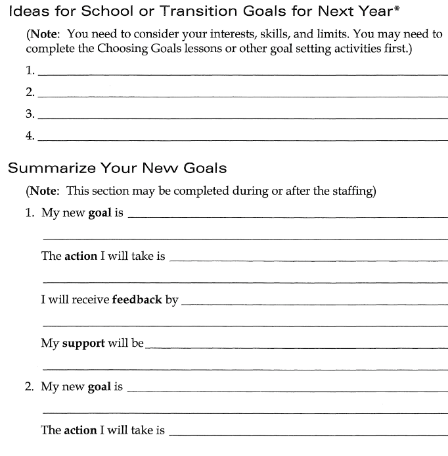 Ideas for School or Transition Goals for Next Year*
(Note: You need to consider your interests, skills, and limits. You may need to
complete the Choosing Goals lessons or other goal setting activities first.)
1.
2.
3.
4.
Summarize Your New Goals
(Note: This section may be completed during or after the staffing)
1. My new goal is
The action I will take is
I will receive feedback by
My support will be
2. My new goal is
The action I will take is